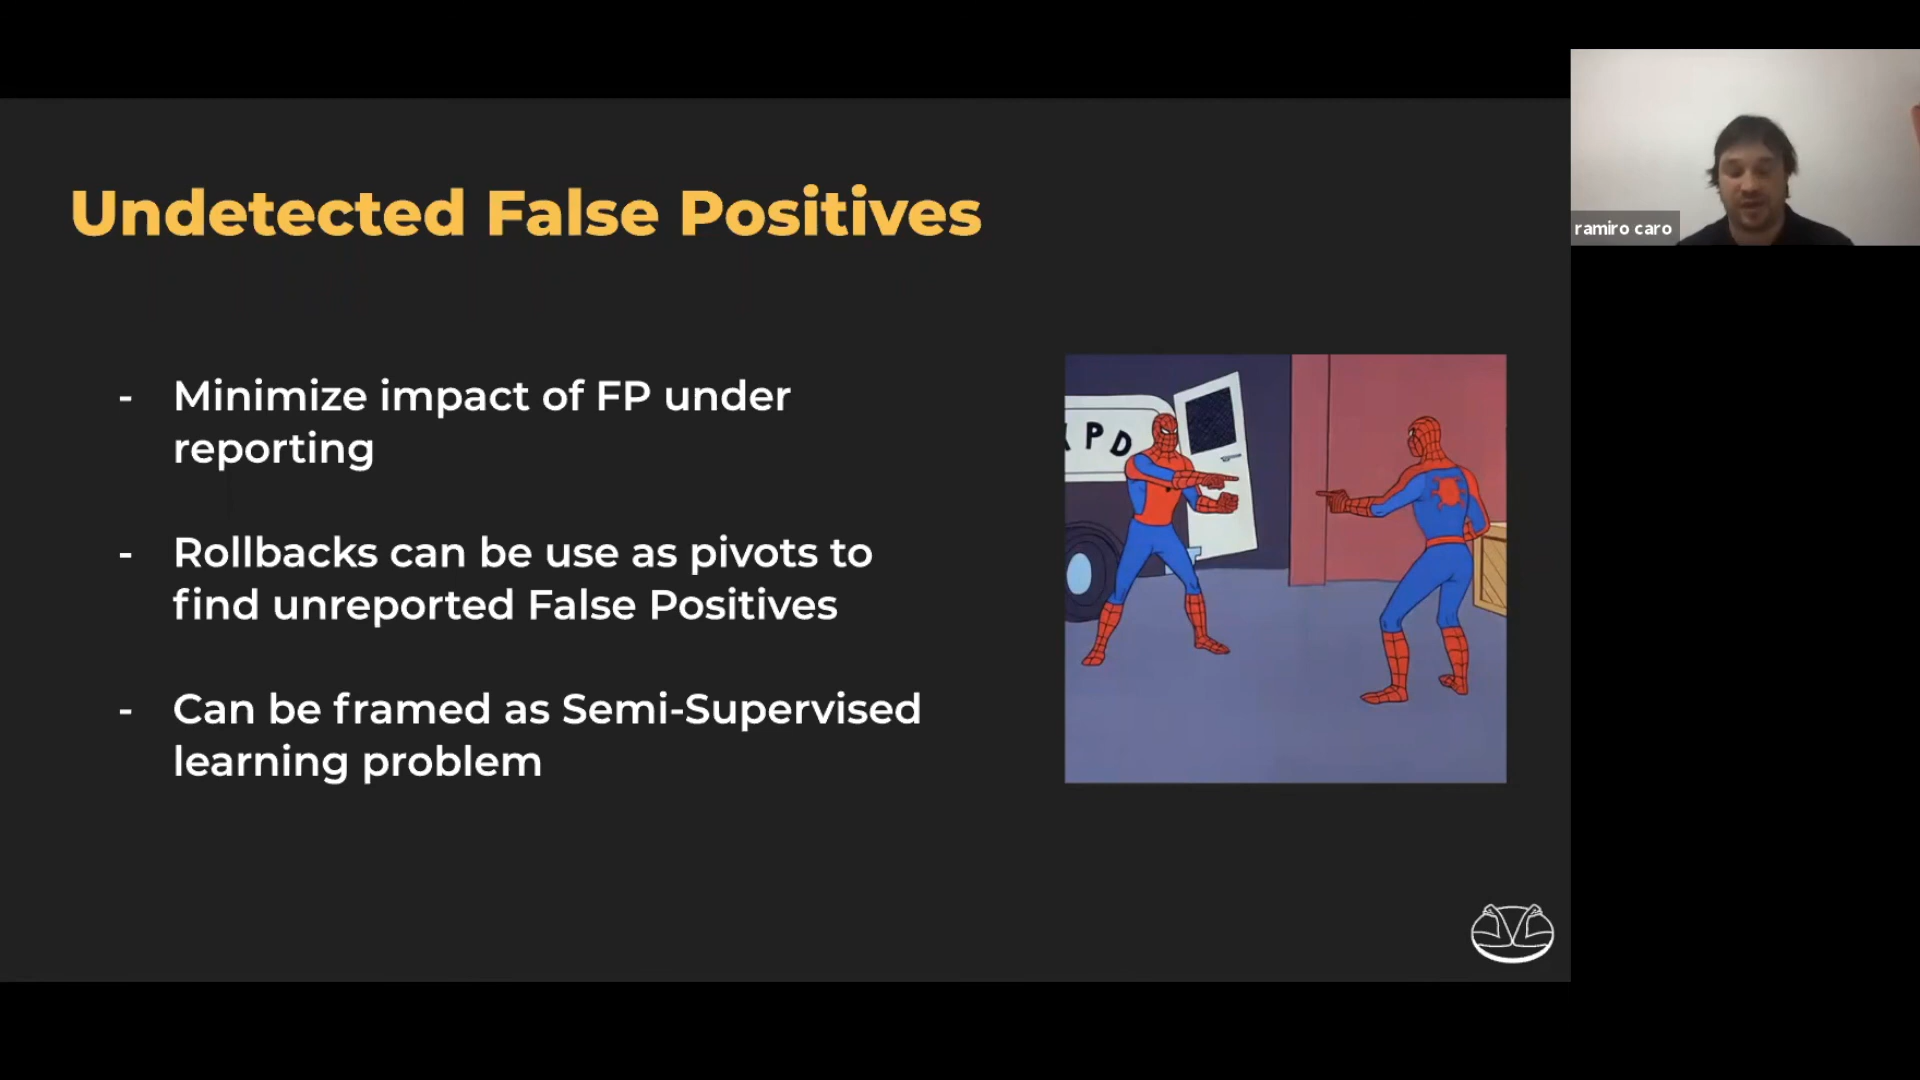 Undetected False Positives
- Minimize impact of FP under
reporting
- Rollbacks can be use as pivots to
find unreported False Positives
- Can be framed as Semi-Supervised
learning problem
PD
ramiro caro